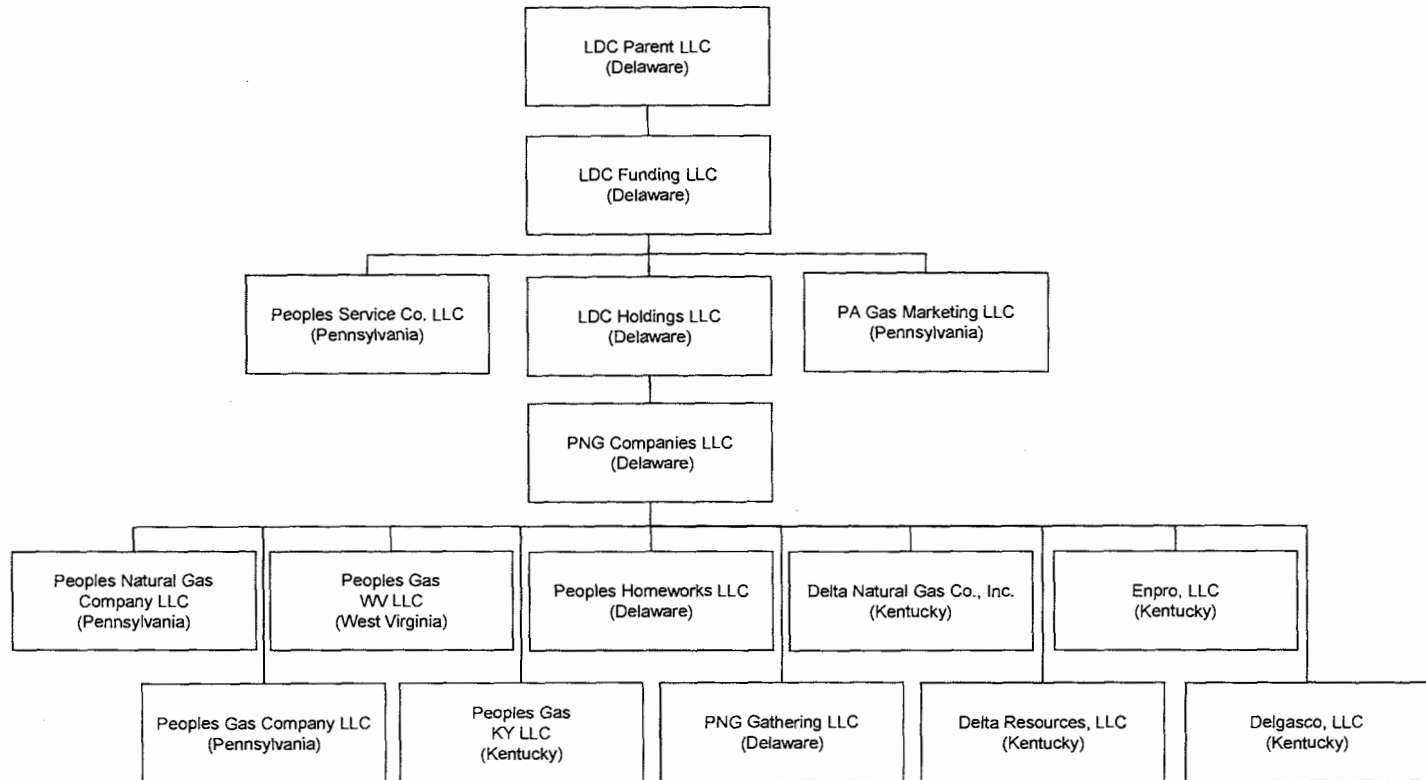 LDC Parent LLC
(Delaware)
LDC Funding LLC
(Delaware)
Peoples Service Co. LLC
(Pennsylvania)
LDC Holdings LLC
(Delaware)
PA Gas Marketing LLC
(Pennsylvania)
PNG Companies LLC
(Delaware)
Peoples Natural Gas
Company LLC
(Pennsylvania)
Peoples Gas
WV LLC
(West Virginia)
Peoples Homeworks LLC
(Delaware)
Delta Natural Gas Co., Inc.
(Kentucky)
Enpro, LLC
(Kentucky)
Peoples Gas Company LLC
(Pennsylvania)
Peoples Gas
KY LLC
(Kentucky)
PNG Gathering LLC
(Delaware)
Delta Resources, LLC
(Kentucky)
Delgasco, LLC
(Kentucky)